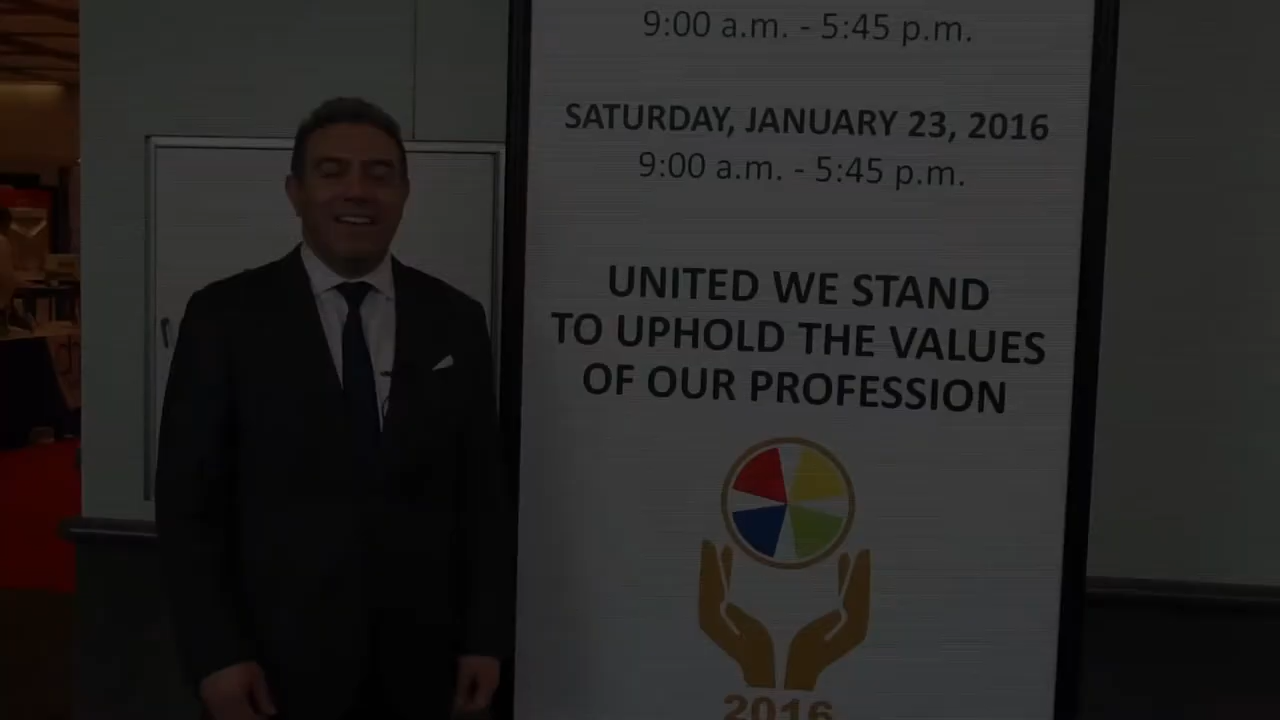 9:00 a.m. - 5:45 p.m.
SATURDAY, JANUARY 23, 2016
9:00 a.m. - 5:45 p.m.
UNITED WE STAND
TO UPHOLD THE VALUES
OF OUR PROFESSION
2016